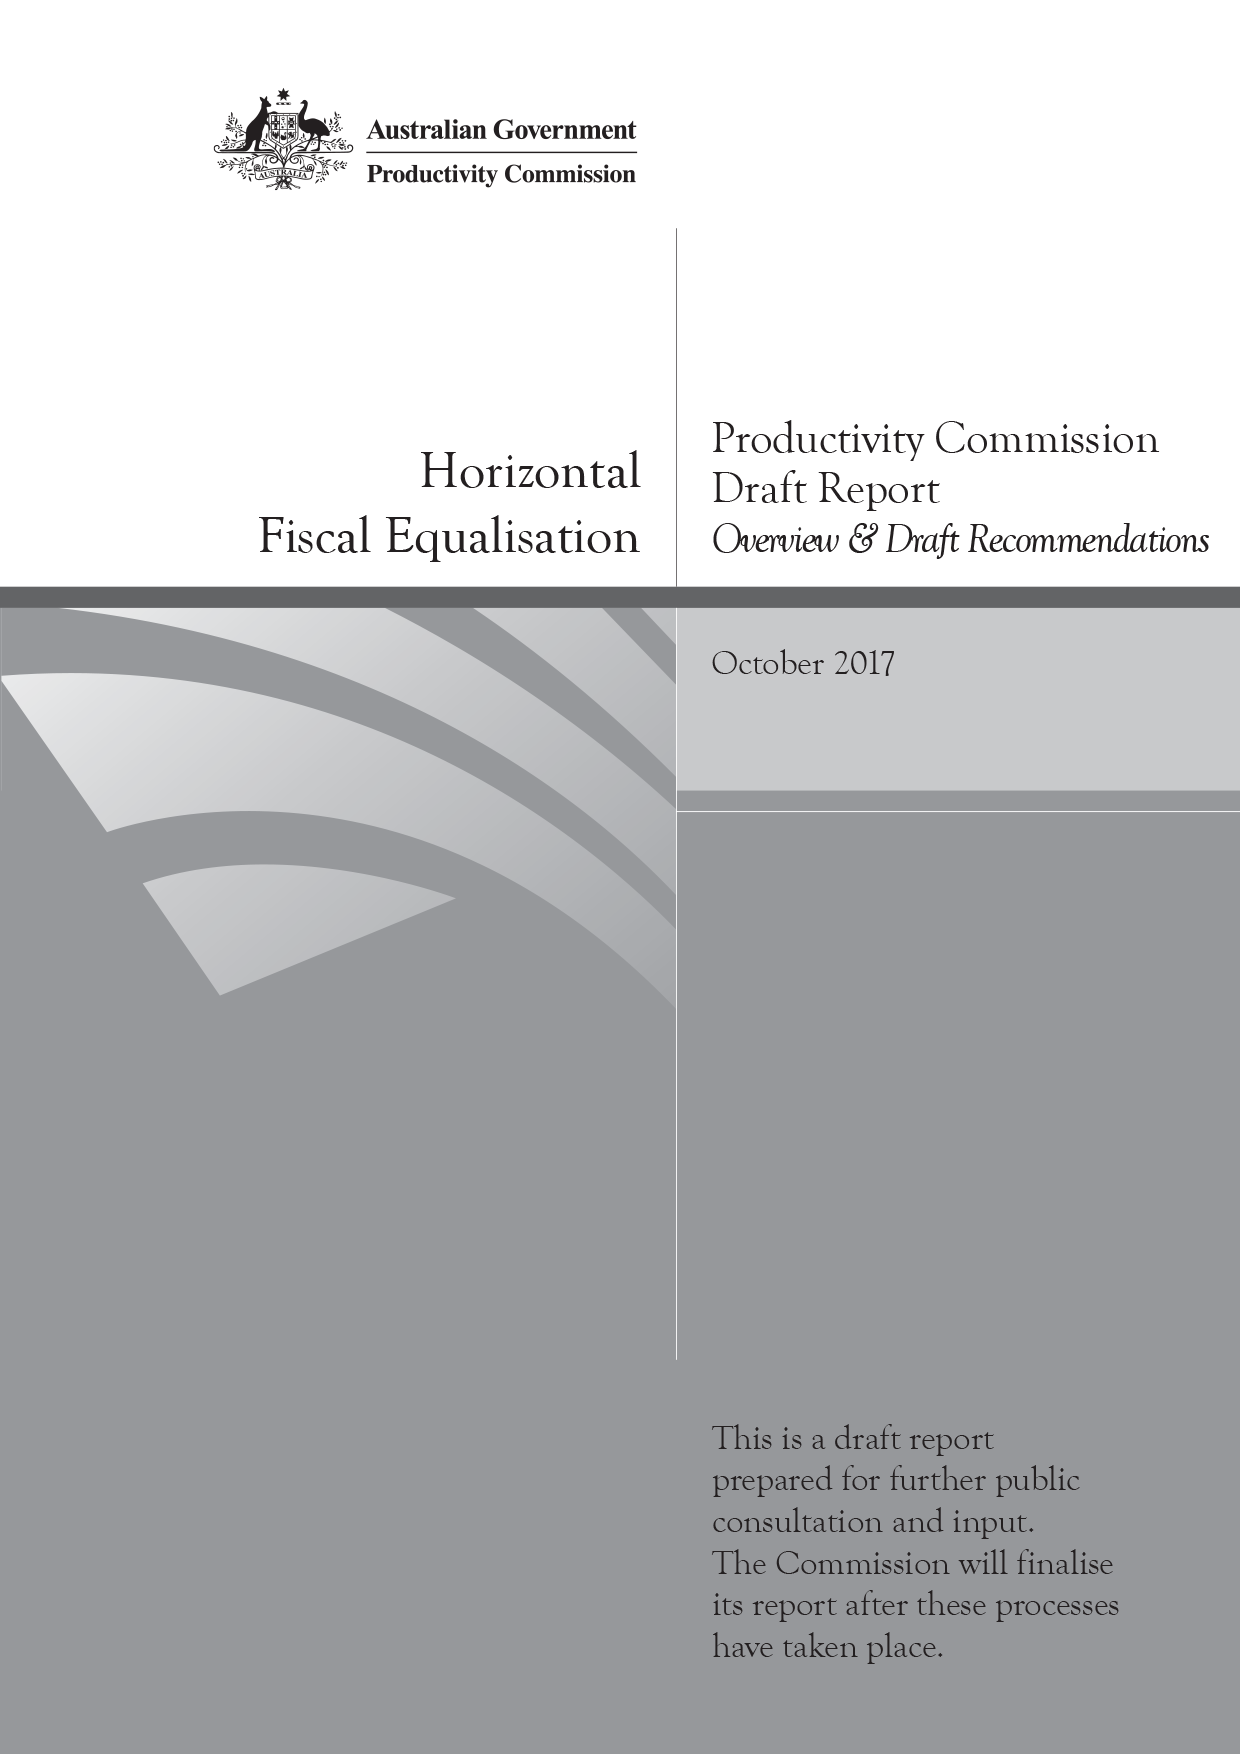 AUSTRALIA
Australian Government
Productivity Commission
Horizontal
Fiscal Equalisation
Productivity Commission
Draft Report
Overview & Draft Recommendations
October 2017
This is a draft report
prepared for further public
consultation and input.
The Commission will finalise
its report after these processes
have taken place.